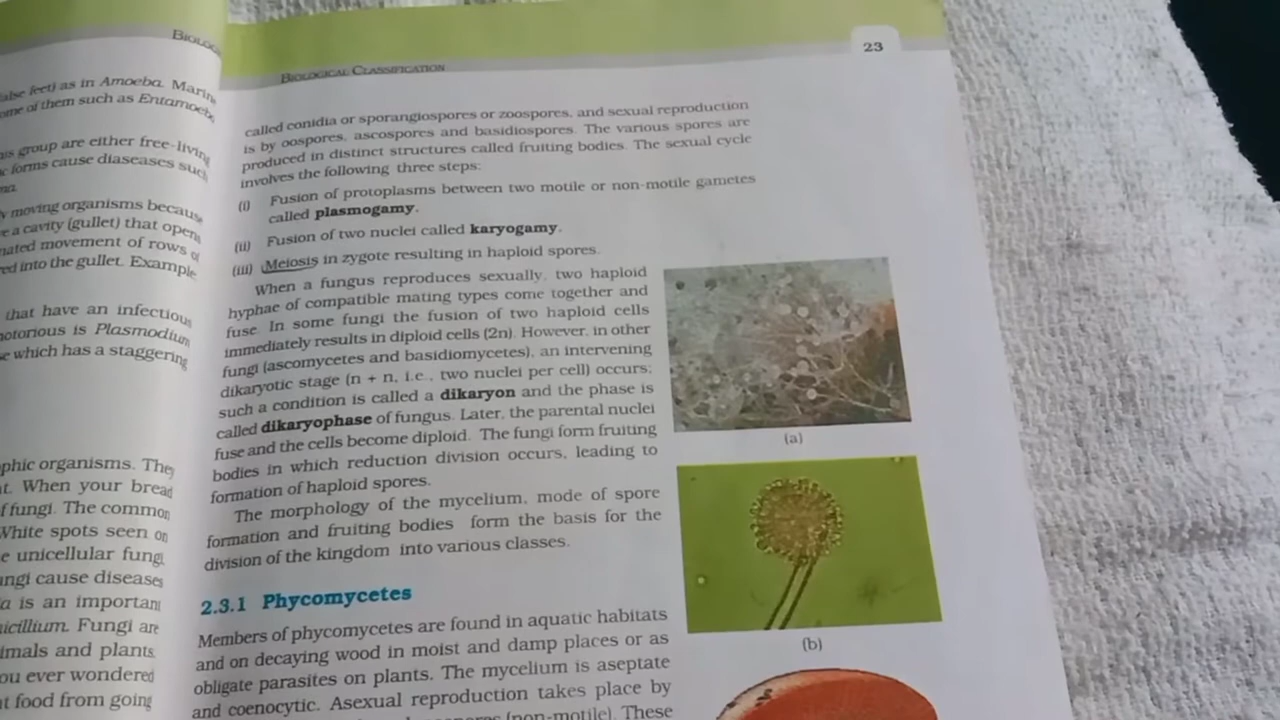 alse feet) as in Amoeba. Marin
ome of them such as Entamoeba
us group are either free-living
c forms cause diaseases such
y moving organisms because
e a cavity (gullet) that opens
nated movement of rows of
ed into the gullet. Example
that have an infectious
notorious is Plasmodium
e which has a staggering
phic organisms. They
t. When your bread
f fungi. The common
White spots seen on
e unicellular fungi,
ungi cause diseases
a is an important
icillium. Fungi are
imals and plants.
ou ever wondered
t food from going
BIOLOGICAL CLASSIFICATION
23
called conidia or sporangiospores or zoospores, and sexual reproduction
is by oospores, ascospores and basidiospores. The various spores are
produced in distinct structures called fruiting bodies. The sexual cycle
involves the following three steps:
(i) Fusion of protoplasms between two motile or non-motile gametes
called plasmogamy.
(ii) Fusion of two nuclei called karyogamy.
(iii) Meiosis in zygote resulting in haploid spores.
When a fungus reproduces sexually, two haploid
hyphae of compatible mating types come together and
fuse. In some fungi the fusion of two haploid cells
immediately results in diploid cells (2n). However, in other
fungi (ascomycetes and basidiomycetes), an intervening
dikaryotic stage (n + n, i.e., two nuclei per cell) occurs;
such a condition is called a dikaryon and the phase is
called dikaryophase of fungus. Later, the parental nuclei
fuse and the cells become diploid. The fungi form fruiting
bodies in which reduction division occurs, leading to
formation of haploid spores.
The morphology of the mycelium, mode of spore
formation and fruiting bodies form the basis for the
division of the kingdom into various classes.
2.3.1 Phycomycetes
Members of phycomycetes are found in aquatic habitats
and on decaying wood in moist and damp places or as
obligate parasites on plants. The mycelium is aseptate
and coenocytic. Asexual reproduction takes place by
(non-motile). These
(a)
(b)